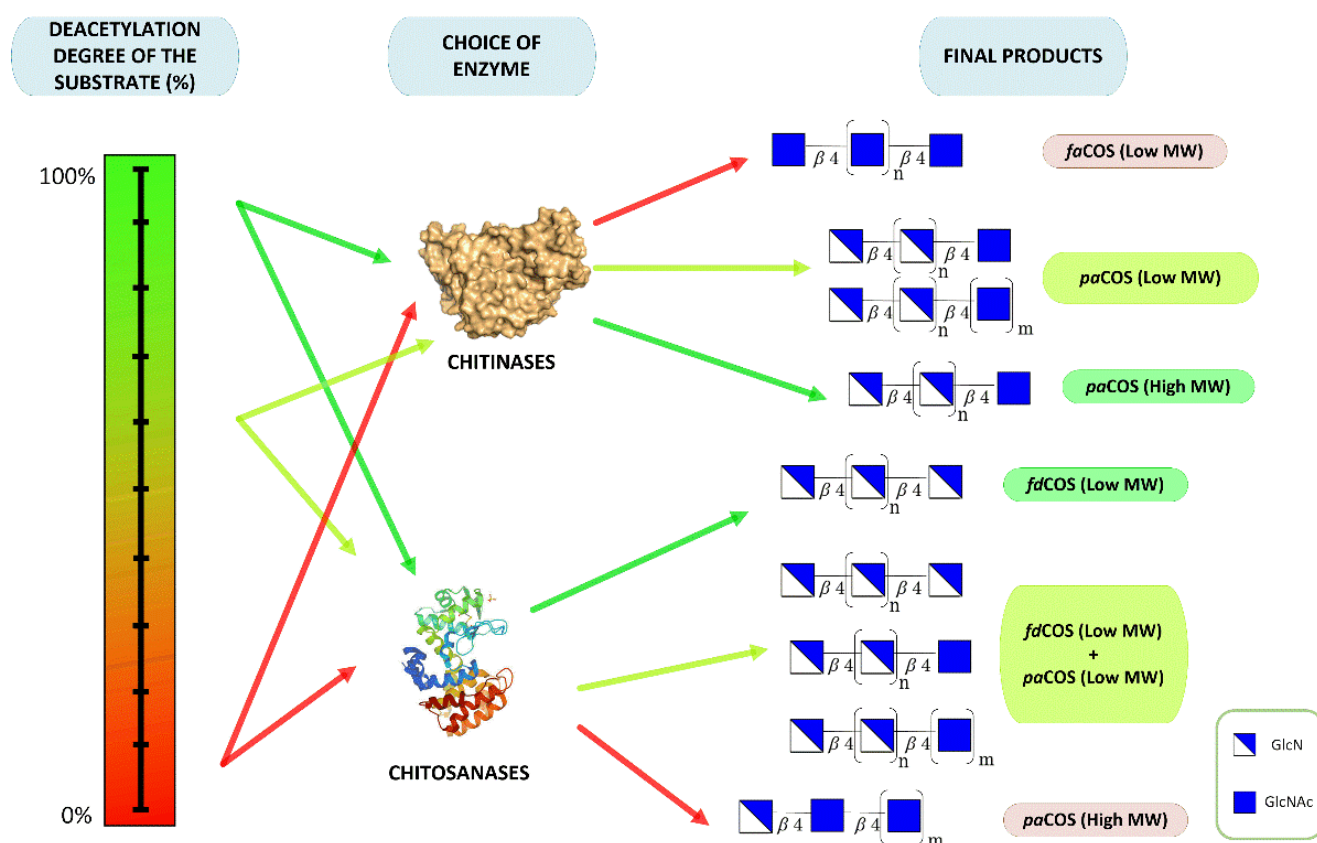 DEACETYLATION
DEGREE OF THE
SUBSTRATE (%)
CHOICE OF
ENZYME
FINAL PRODUCTS
100%
0%
CHITINASES
CHITOSANASES
β 4
n
β 4
faCOS (Low MW)
β 4
n
β 4
β 4
n
β 4
m
paCOS (Low MW)
β 4
n
β 4
paCOS (High MW)
β 4
n
β 4
fdCOS (Low MW)
β 4
n
β 4
β 4
n
β 4
β 4
n
β 4
m
fdCOS (Low MW)
+
paCOS (Low MW)
β 4
β 4
m
paCOS (High MW)
GlcN
GlcNAc